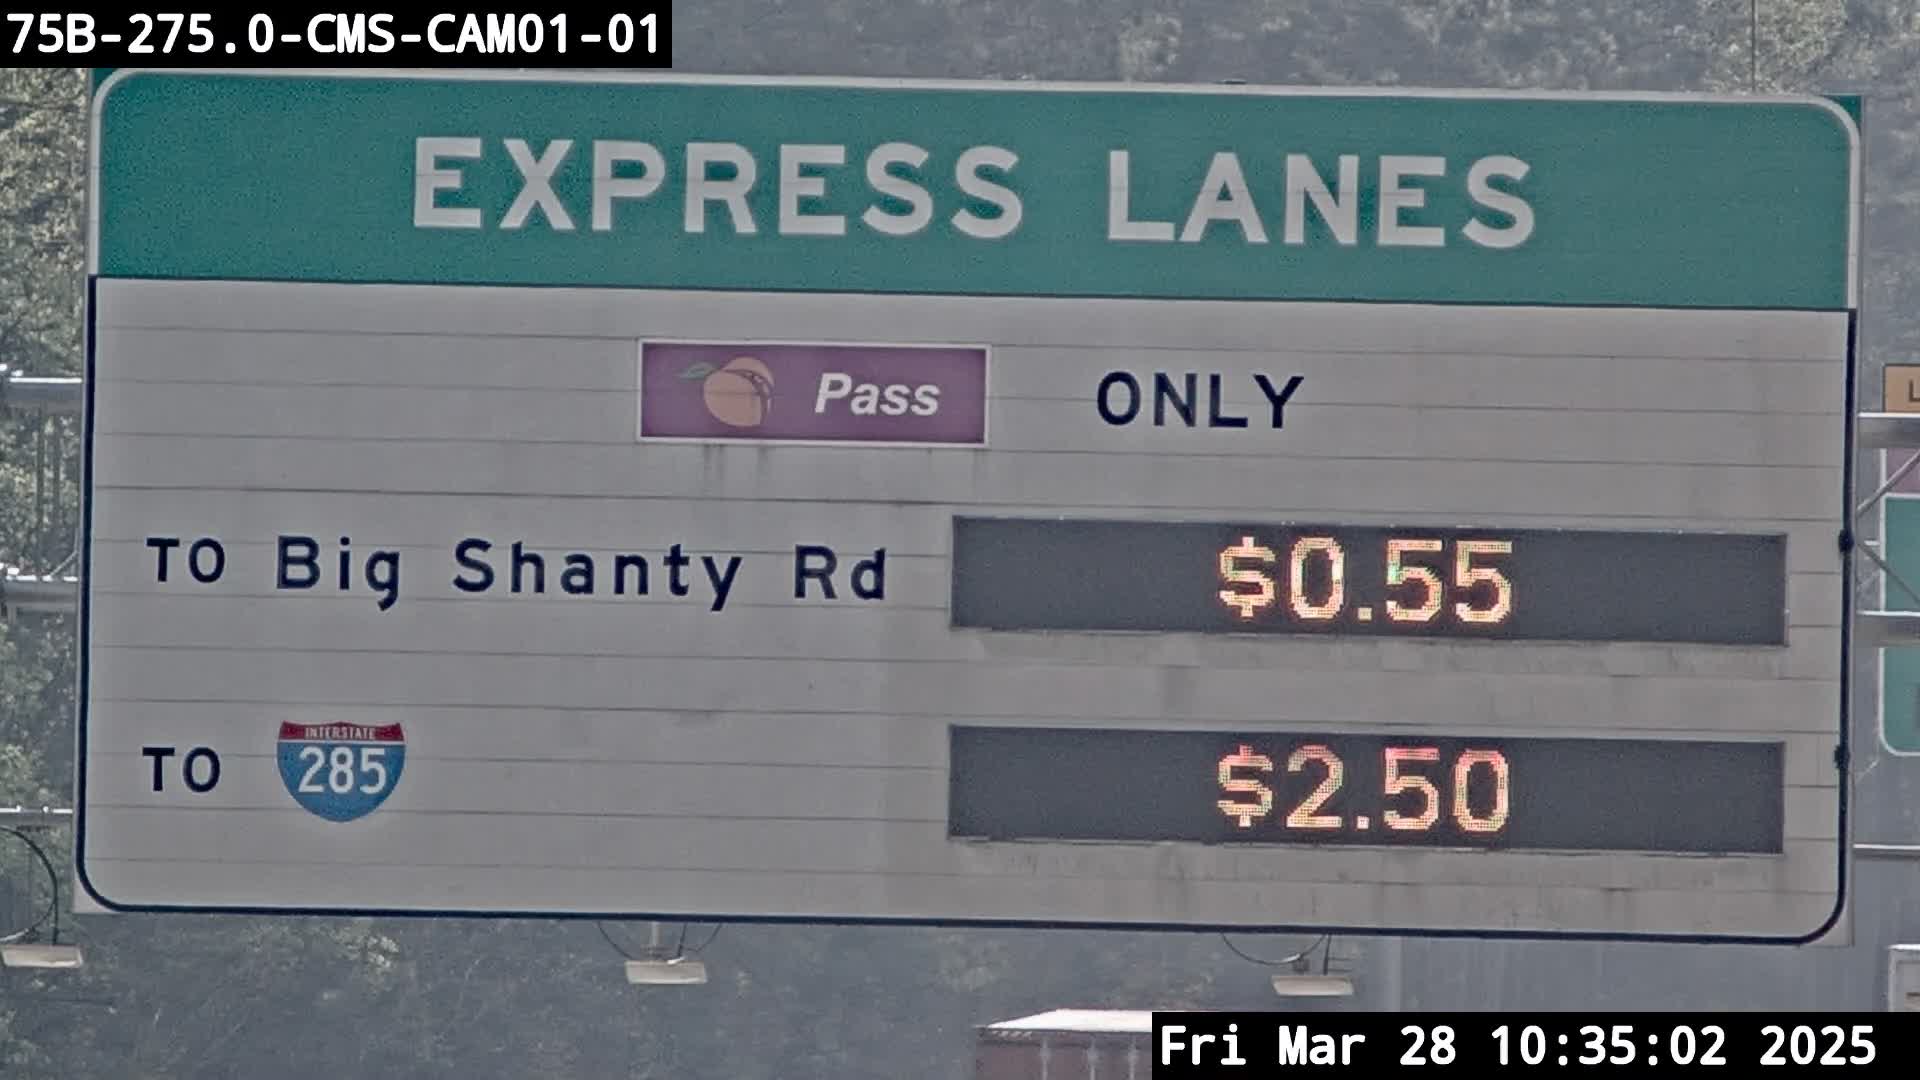 75B-275.0-CMS-CAM01-01
EXPRESS LANES
Pass ONLY
TO Big Shanty Rd $0.55
INTERSTATE
TO 285 $2.50
Fri Mar 28 10:35:02 2025